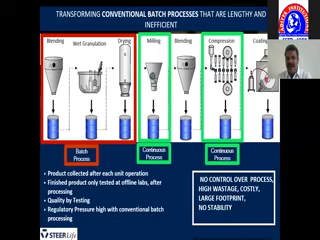 TRANSFORMING CONVENTIONAL BATCH PROCESSES THAT ARE LENGTHY AND
INEFFICIENT
Blending
Wet Granulation
Drying
Milling
Blending
Compression
Coating
Batch
Process
Continuous
Process
Continuous
Process
• Product collected after each unit operation
• Finished product only tested at offline labs, after
processing
• Quality by Testing
• Regulatory Pressure high with conventional batch
processing
NO CONTROL OVER PROCESS,
HIGH WASTAGE, COSTLY,
LARGE FOOTPRINT,
NO STABILITY
STEERLife